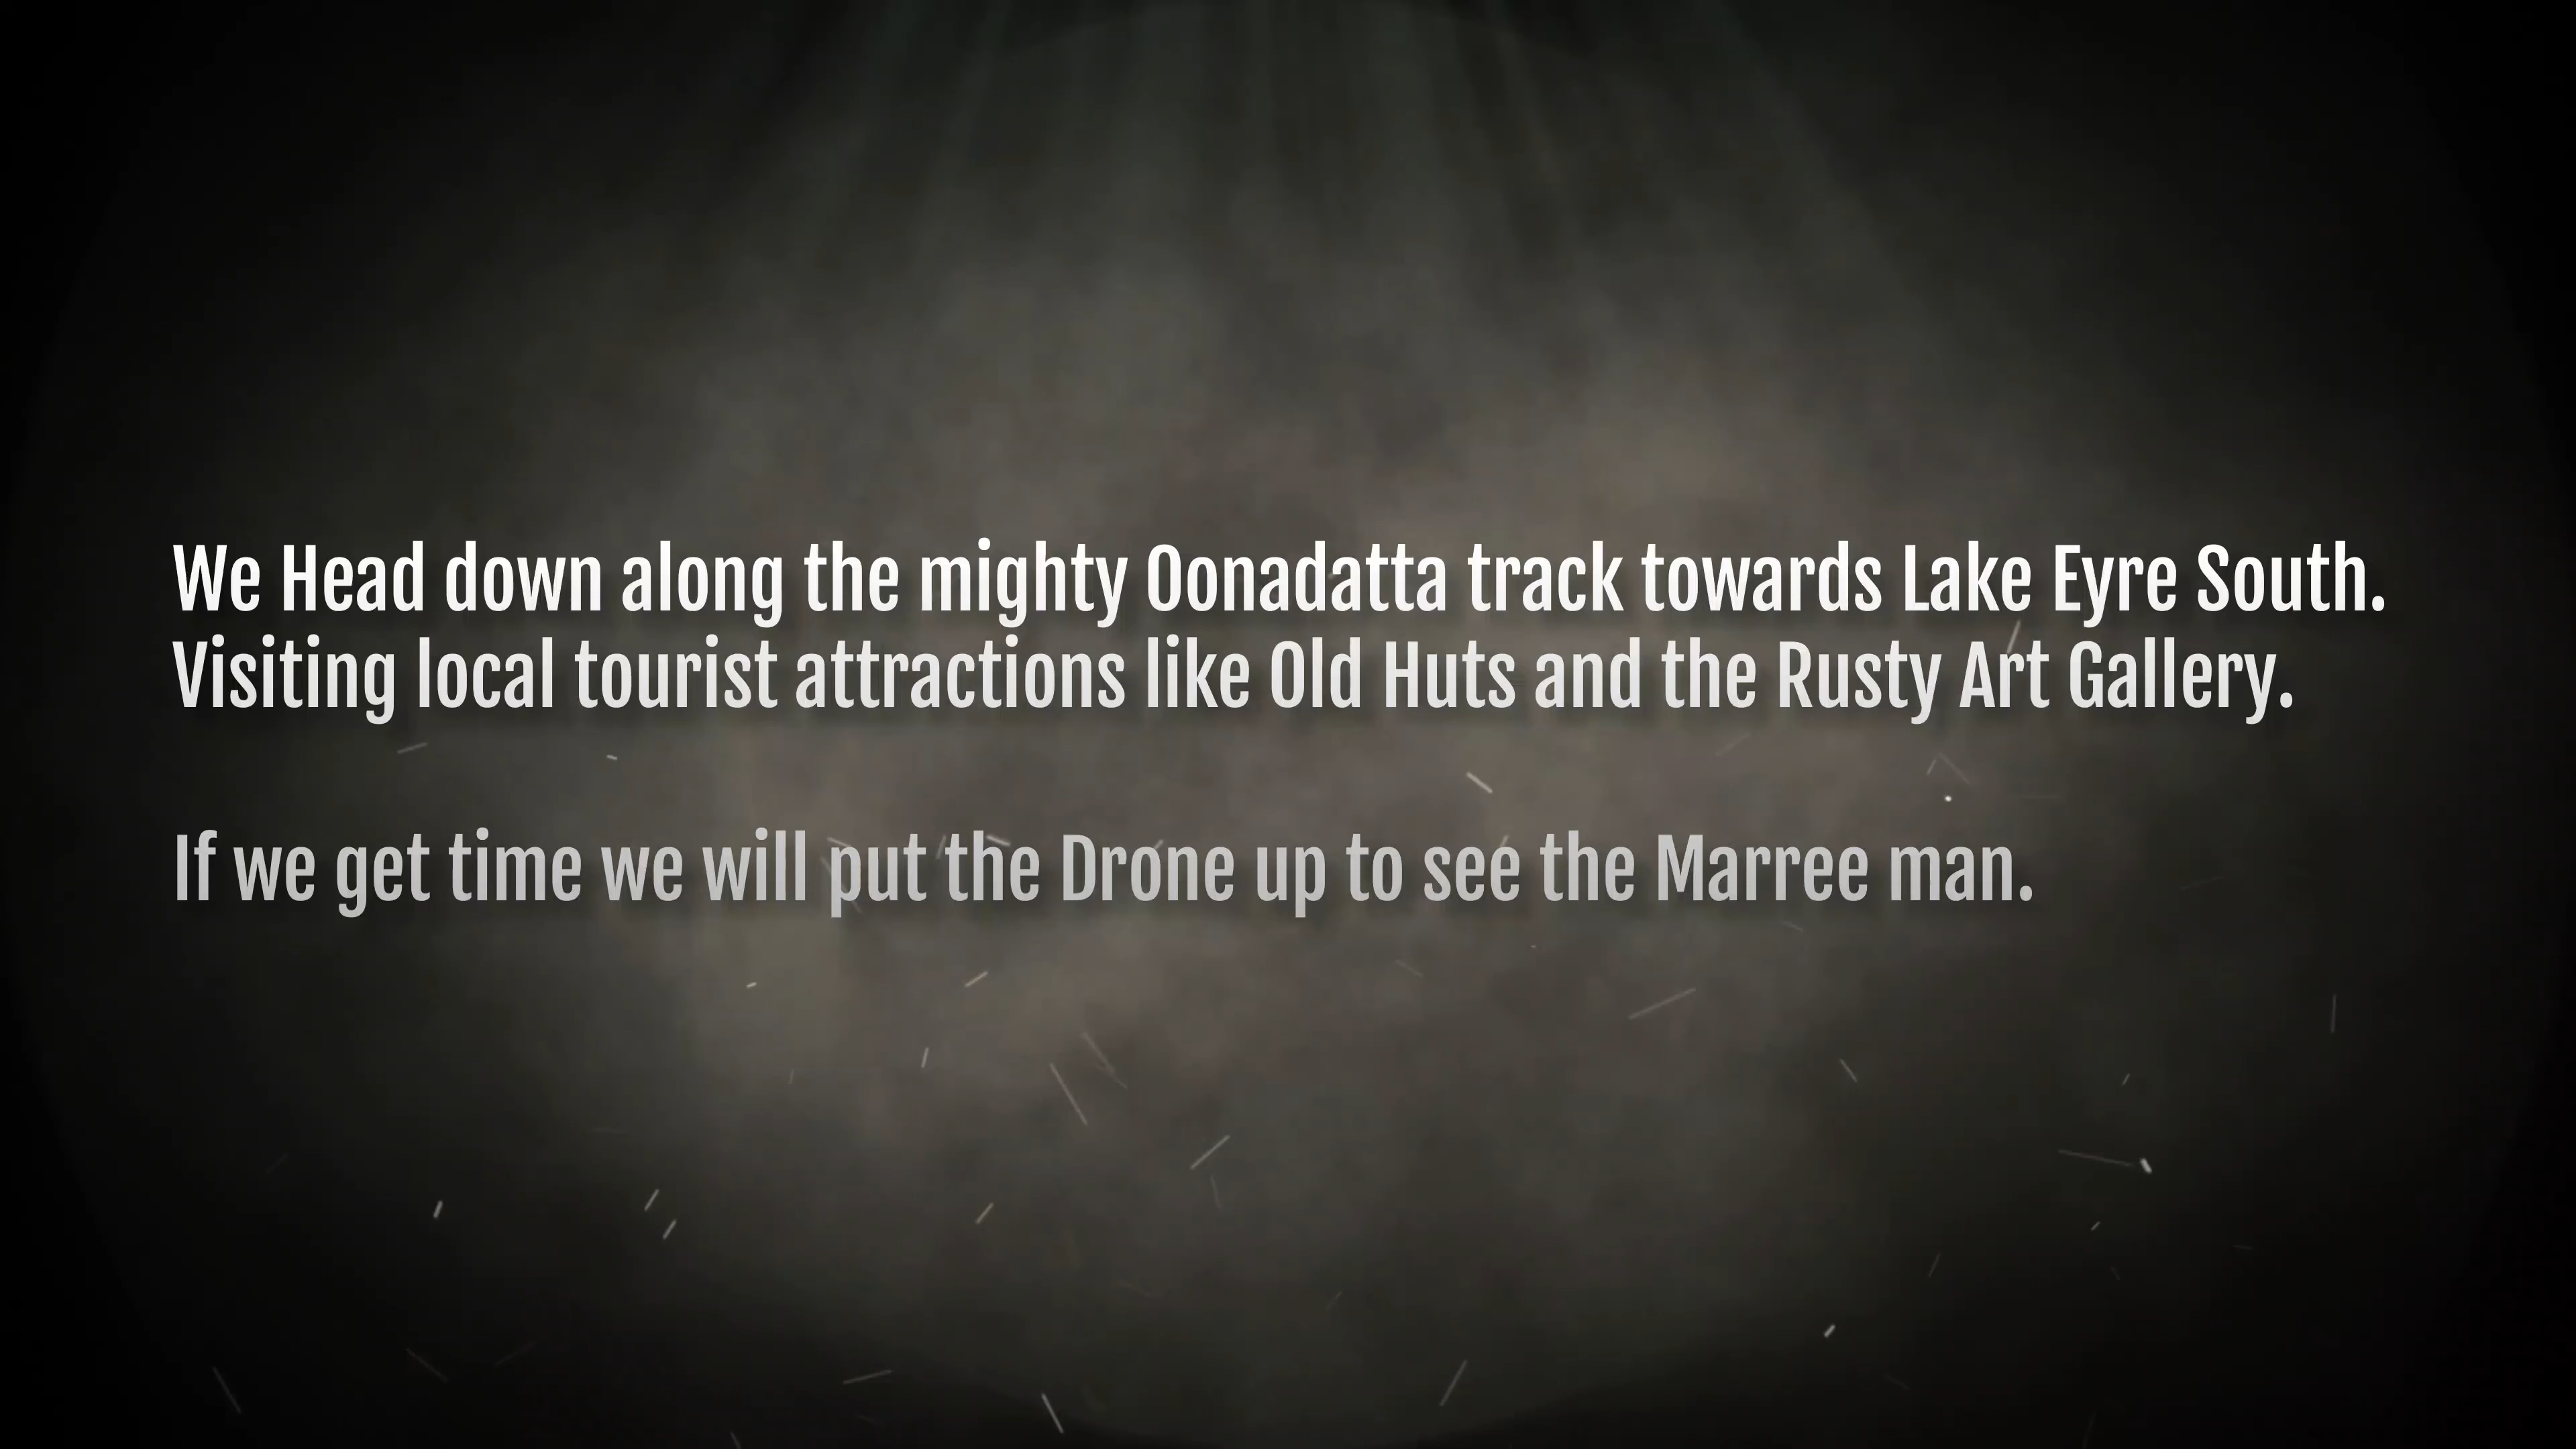 We Head down along the mighty Oonadatta track towards Lake Eyre South.
Visiting local tourist attractions like Old Huts and the Rusty Art Gallery.
If we get time we will put the Drone up to see the Marree man.